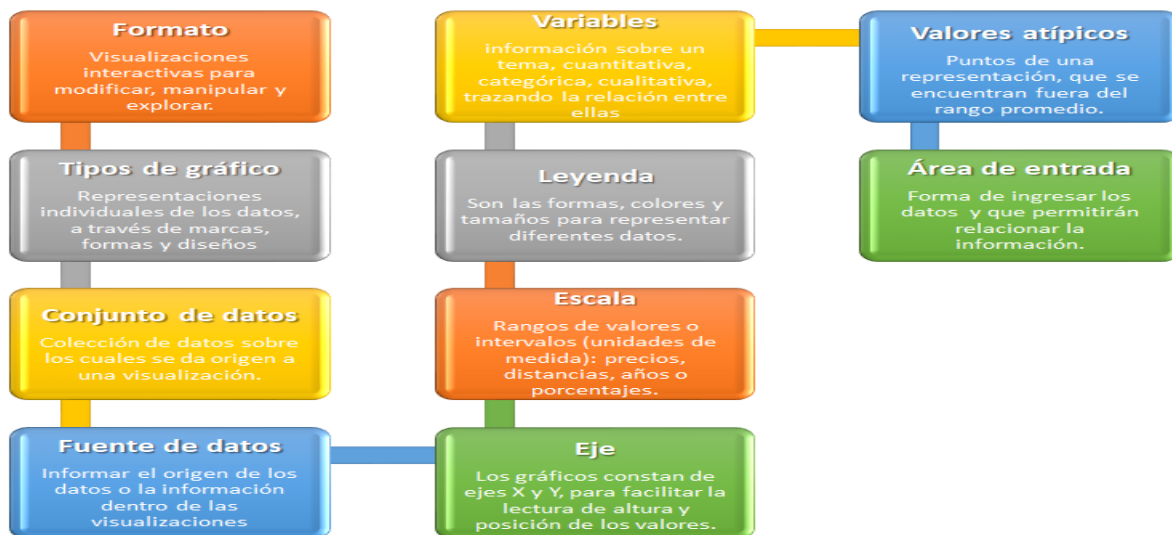 Formato
Visualizaciones
interactivas para
modificar, manipular y
explorar.
Tipos de gráfico
Representaciones
individuales de los datos,
a través de marcas,
formas y diseños
Conjunto de datos
Colección de datos sobre
los cuales se da origen a
una visualización.
Fuente de datos
Informar el origen de los
datos o la información
dentro de las
visualizaciones
Eje
Los gráficos constan de
ejes X y Y, para facilitar la
lectura de altura y
posición de los valores.
Escala
Rangos de valores o
intervalos (unidades de
medida): precios,
distancias, años o
porcentajes.
Leyenda
Son las formas, colores y
tamaños para representar
diferentes datos.
Variables
información sobre un
tema, cuantitativa,
categórica, cualitativa,
trazando la relación entre
ellas
Valores atípicos
Puntos de una
representación, que se
encuentran fuera del
rango promedio.
Área de entrada
Forma de ingresar los
datos y que permitirán
relacionar la
información.